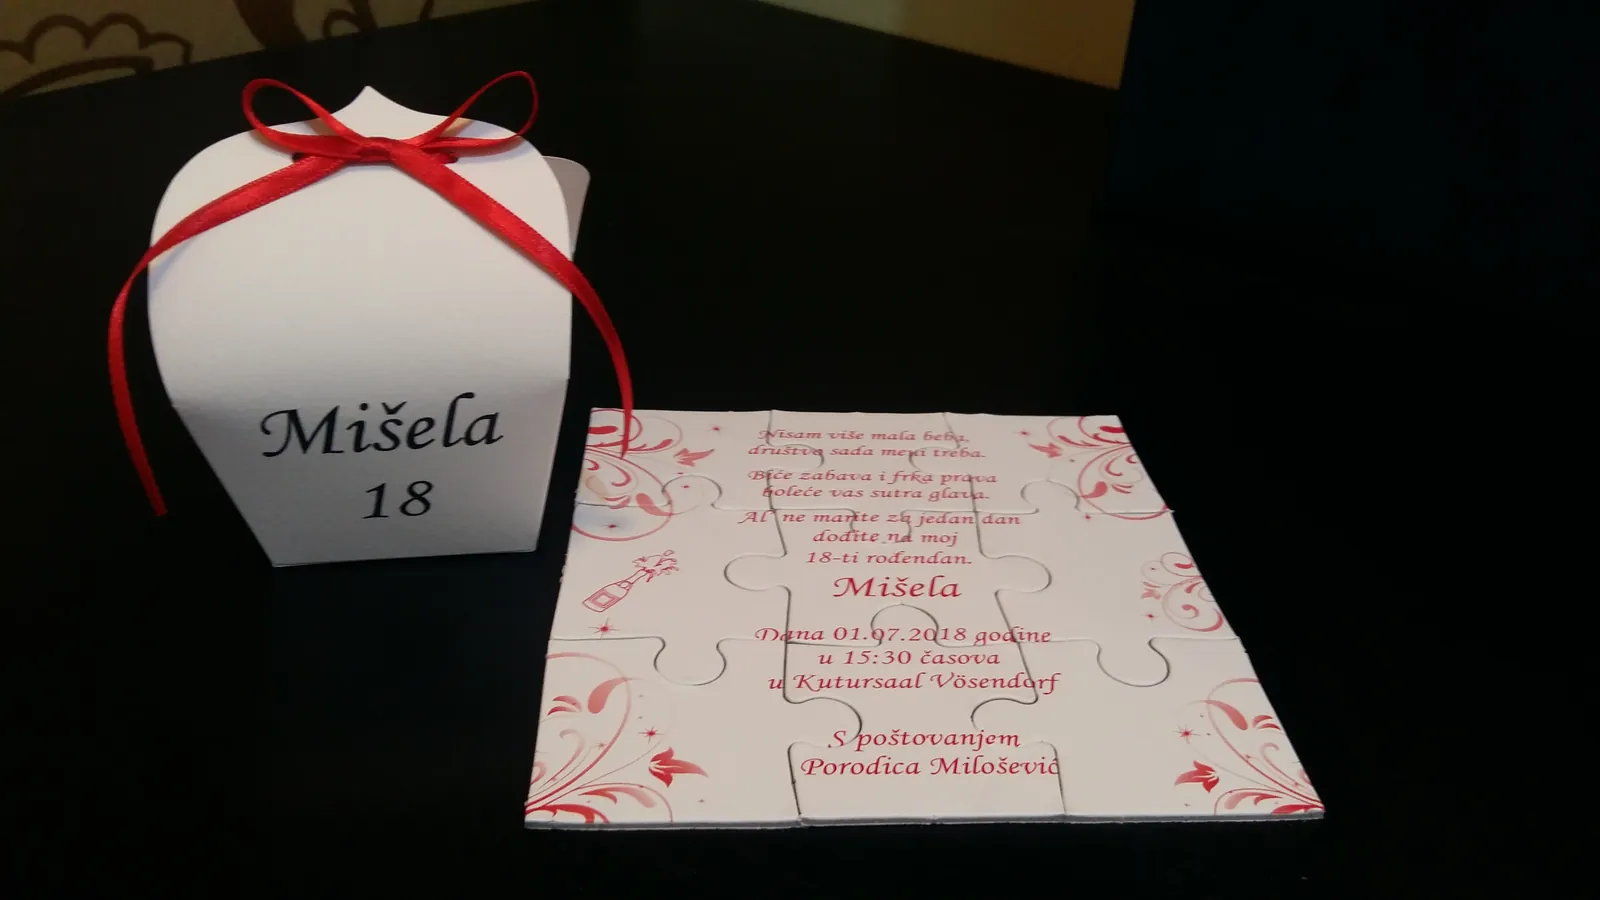 Mišela
18
Nisam više mala beba,
društvo sada meni treba.
Biće zabava i frka prava
boleće vas sutra glava.
Al' ne marite za jedan dan
dođite na moj
18-ti rođendan.
Mišela
Dana 01.07.2018 godine
u 15:30 časova
u Kutursaal Vösendorf
S poštovanjem
Porodica Milošević